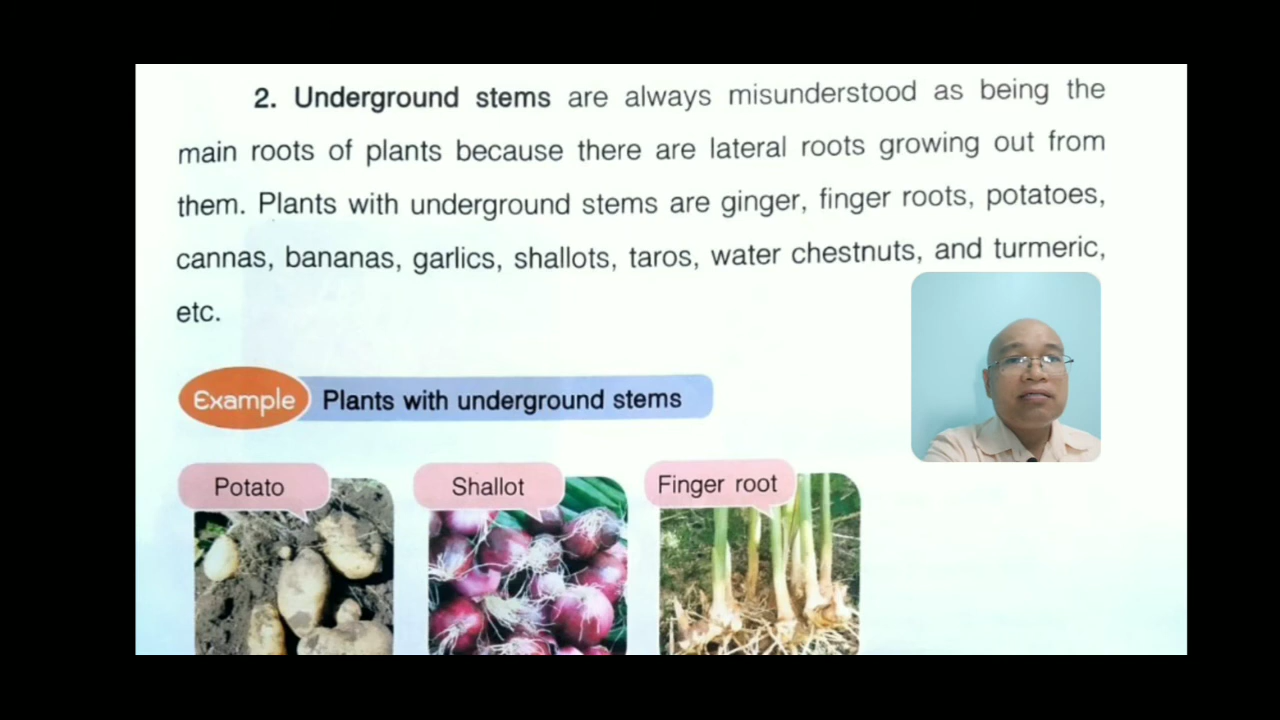 2. Underground stems are always misunderstood as being the
main roots of plants because there are lateral roots growing out from
them. Plants with underground stems are ginger, finger roots, potatoes,
cannas, bananas, garlics, shallots, taros, water chestnuts, and turmeric,
etc.
Example Plants with underground stems
Potato Shallot Finger root